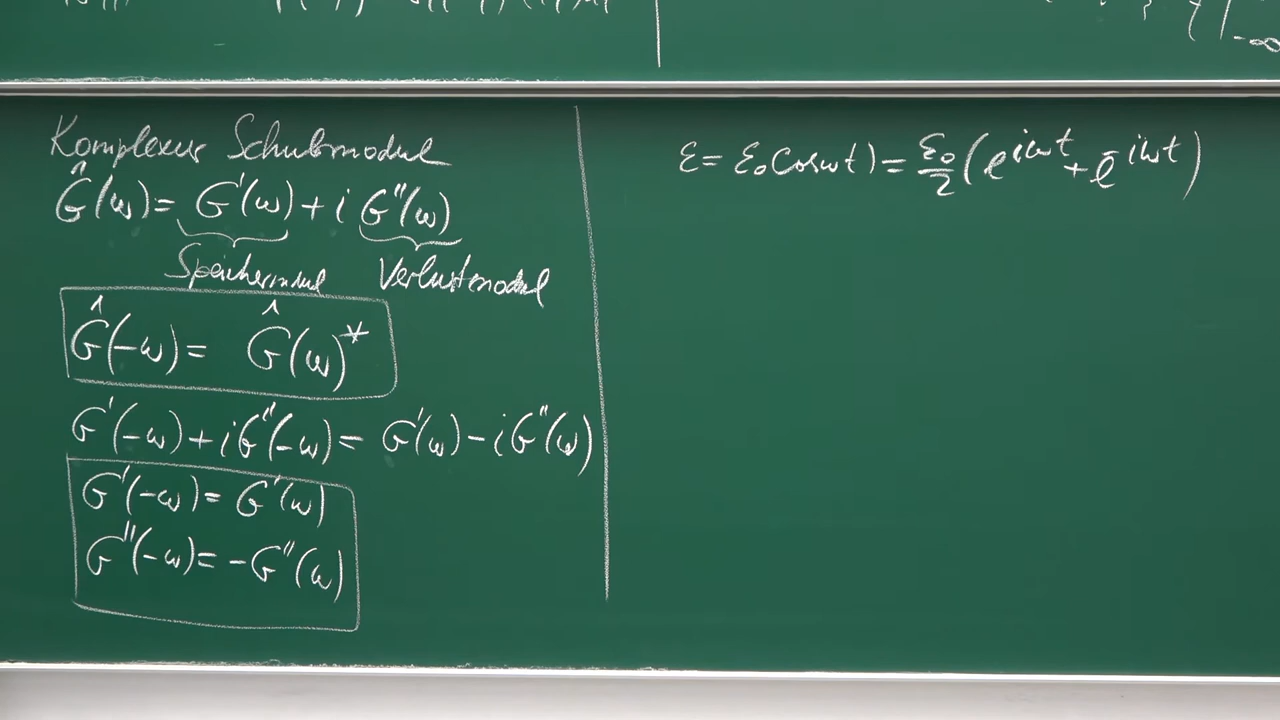 -∞
Komplexer Schubmodul
Ĝ(ω) = G'(ω) + i G''(ω)
Speichermodul Verlustmodul
Ĝ(-ω) = Ĝ(ω)*
G'(-ω) + iG''(-ω) = G'(ω) - iG''(ω)
G'(-ω) = G'(ω)
G''(-ω) = -G''(ω)
ε = ε₀ cos ωt) = ε₀/2 (e^{iωt} + e^{-iωt})